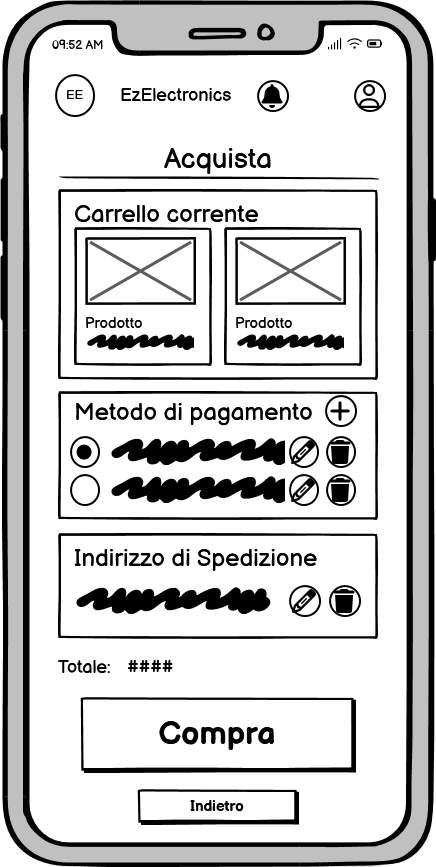 09:52 AM
EE
EzElectronics
Acquista
Carrello corrente
Prodotto
Prodotto
Metodo di pagamento
Indirizzo di Spedizione
Totale: ####
Compra
Indietro